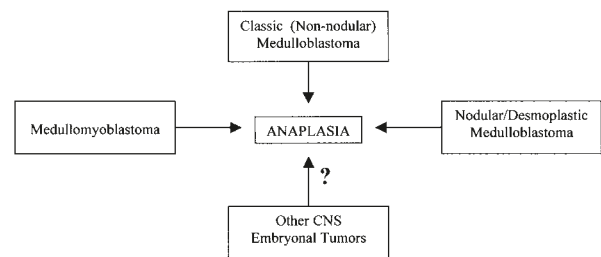 Classic (Non-nodular)
Medulloblastoma
Medullomyoblastoma
ANAPLASIA
Nodular/Desmoplastic
Medulloblastoma
?
Other CNS
Embryonal Tumors